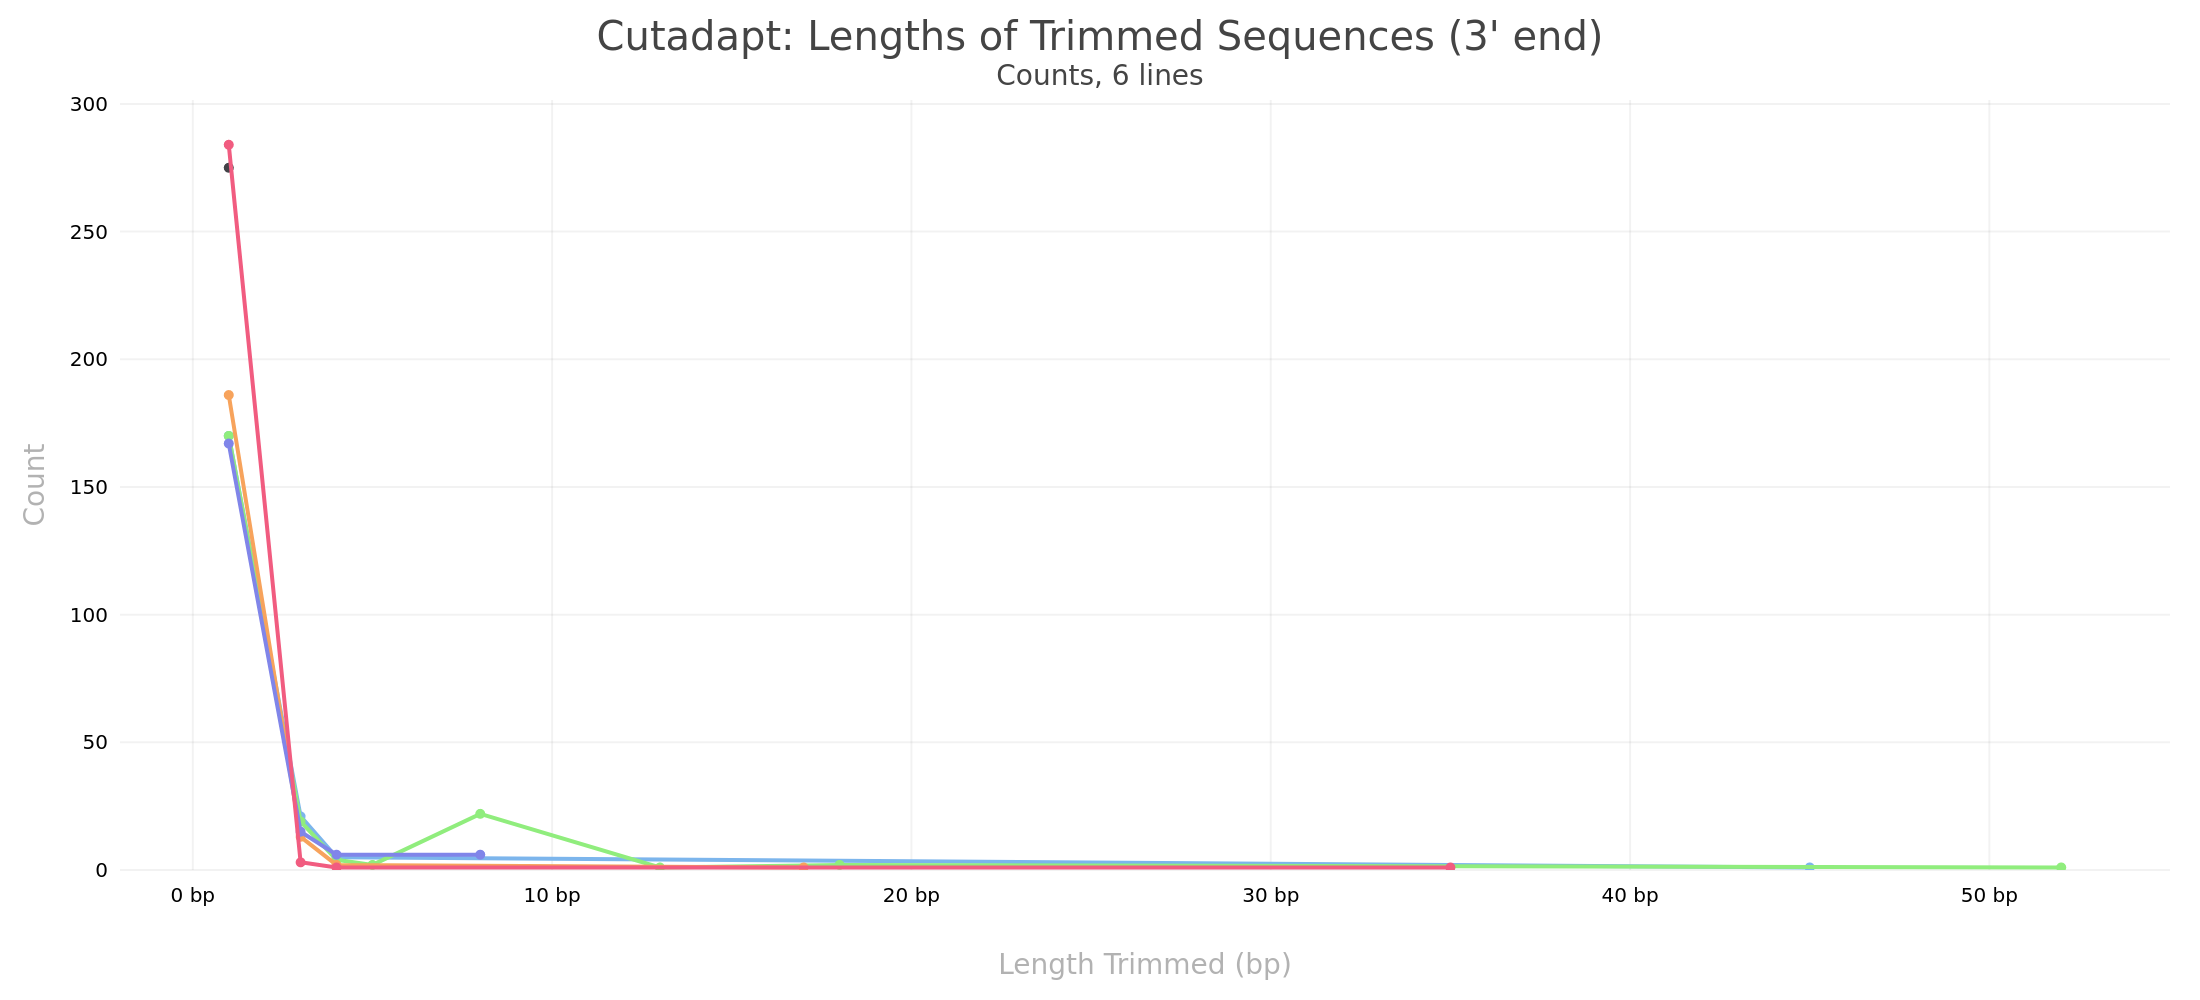 Cutadapt: Lengths of Trimmed Sequences (3' end)
Counts, 6 lines
300
250
200
150
100
50
0
Count
0 bp
10 bp
20 bp
30 bp
40 bp
50 bp
Length Trimmed (bp)